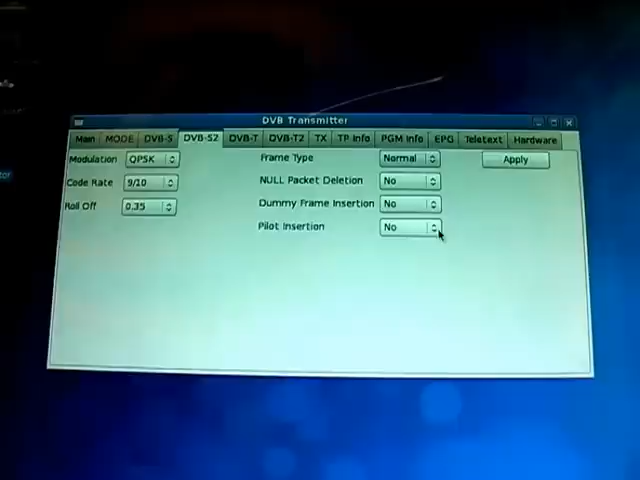 DVB Transmitter
Main MODE DVB-S DVB-S2 DVB-T DVB-T2 TX TP Info PGM Info EPG Teletext Hardware
Modulation QPSK Frame Type Normal Apply
Code Rate 9/10 NULL Packet Deletion No
Roll Off 0.35 Dummy Frame Insertion No
Pilot Insertion No